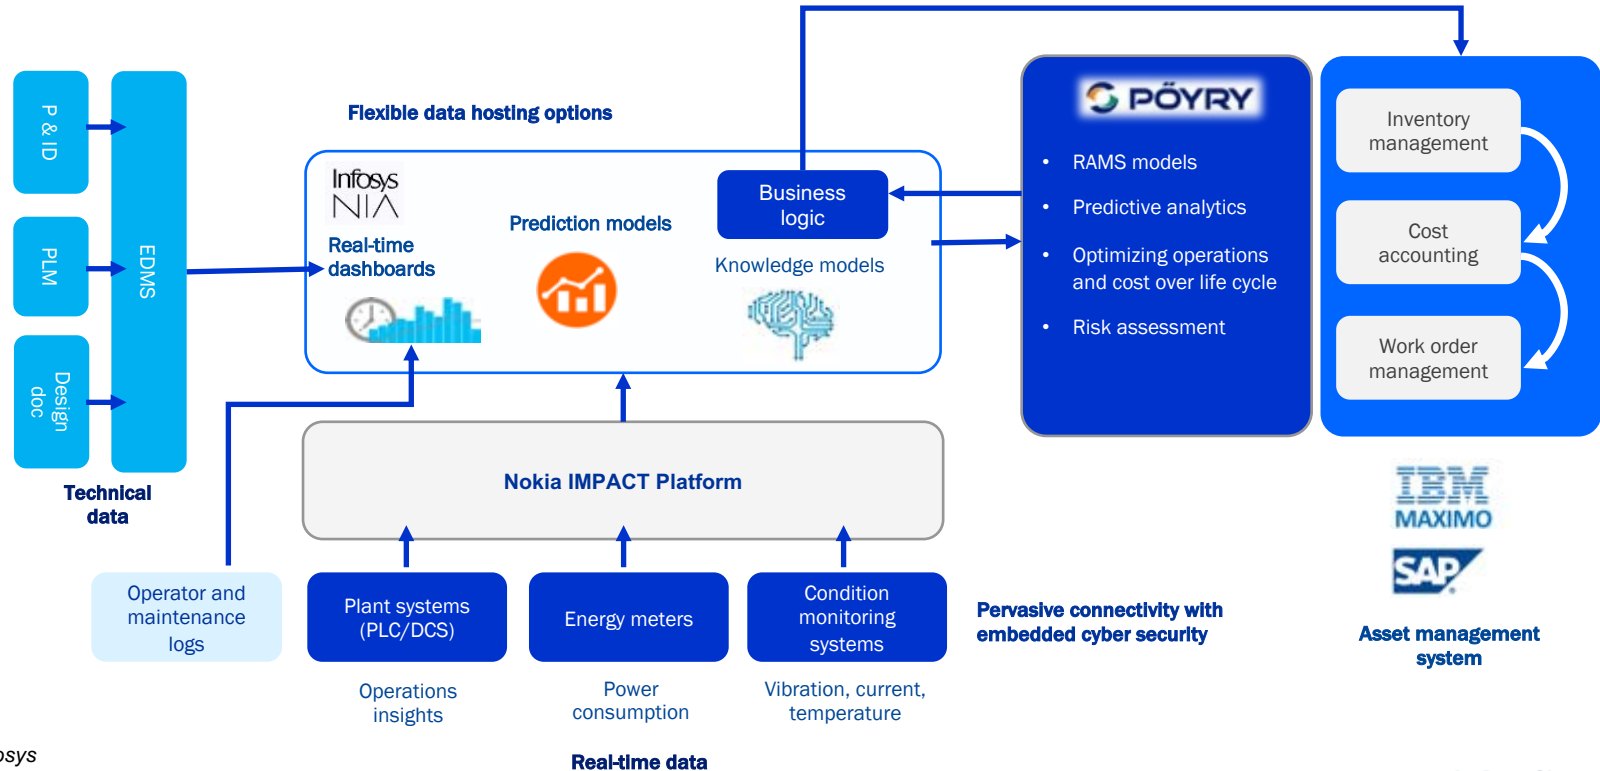 P & ID
PLM
Design
doc
EDMS
Technical
data
Flexible data hosting options
Infosys
NIA
Real-time
dashboards
Prediction models
Business
logic
Knowledge models
PÖYRY
• RAMS models
• Predictive analytics
• Optimizing operations
and cost over life cycle
• Risk assessment
Inventory
management
Cost
accounting
Work order
management
IBM
MAXIMO
SAP
Asset management
system
Nokia IMPACT Platform
Operator and
maintenance
logs
Plant systems
(PLC/DCS)
Energy meters
Condition
monitoring
systems
Pervasive connectivity with
embedded cyber security
Operations
insights
Power
consumption
Vibration, current,
temperature
Real-time data
osys